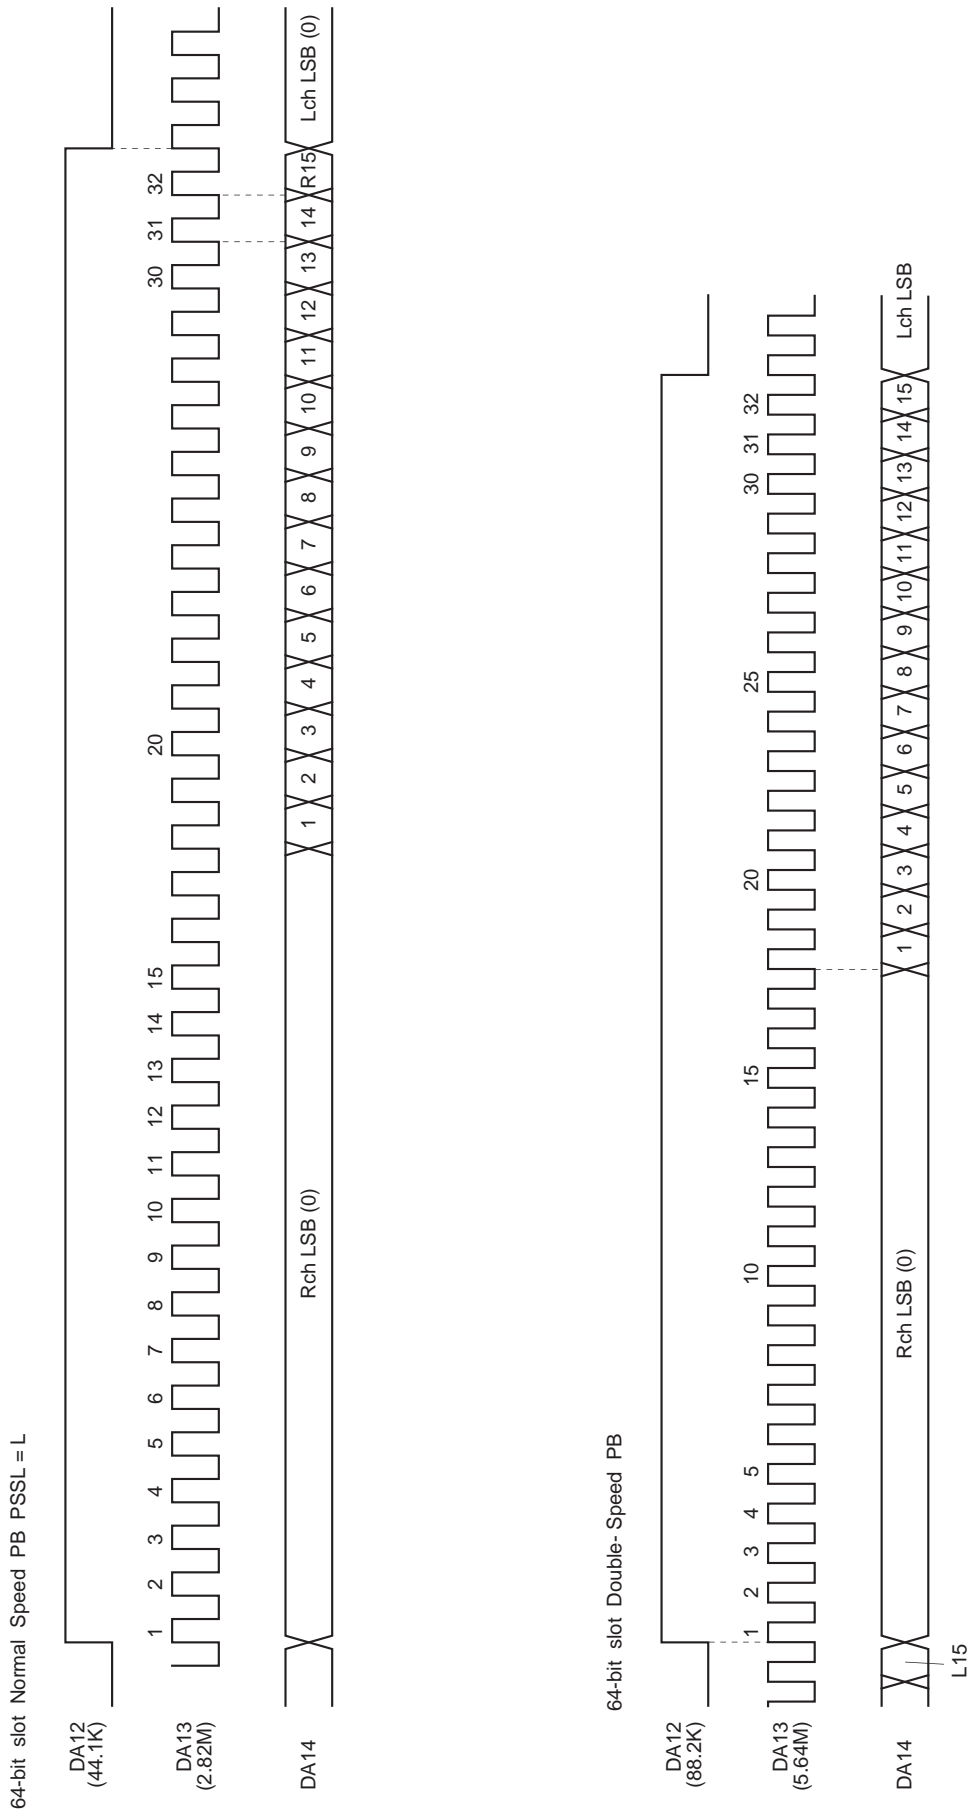 64-bit slot Normal Speed PB PSSL = L
DA12
(44.1K)
1 2 3 4 5 6 7 8 9 10 11 12 13 14 15 20 30 31 32
DA13
(2.82M)
DA14
Rch LSB (0) 1 2 3 4 5 6 7 8 9 10 11 12 13 14 R15 Lch LSB (0)
64-bit slot Double- Speed PB
DA12
(88.2K)
1 2 3 4 5 10 15 20 25 30 31 32
DA13
(5.64M)
DA14
Rch LSB (0) 1 2 3 4 5 6 7 8 9 10 11 12 13 14 15 Lch LSB
L15